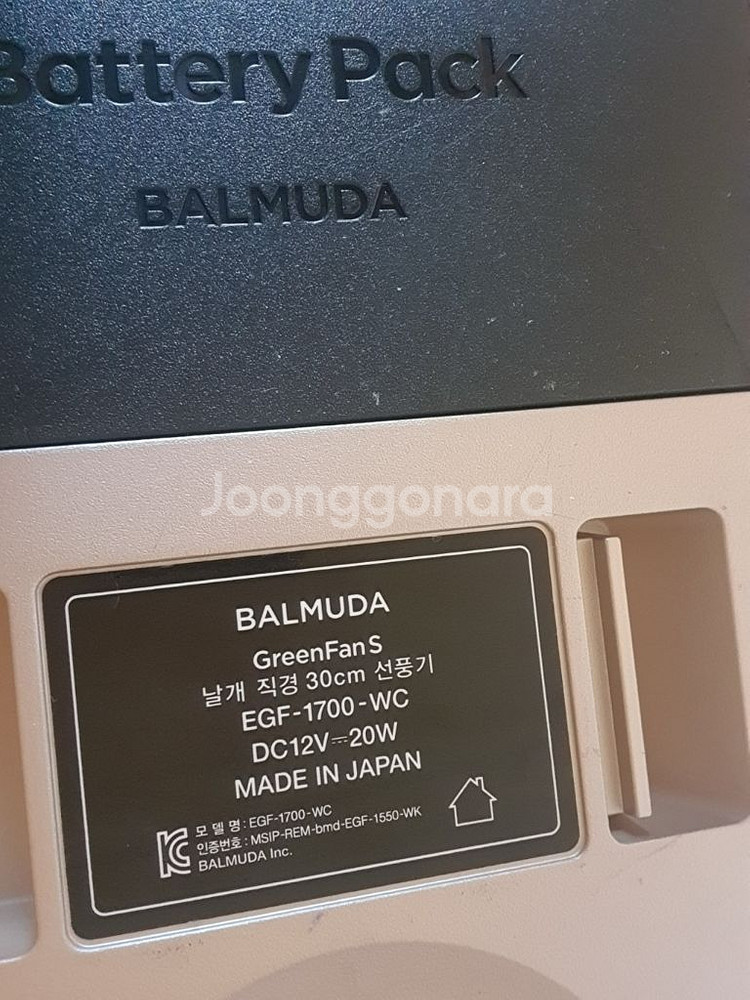 Battery Pack
BALMUDA
Joonggonara
BALMUDA
GreenFan S
날개 직경 30cm 선풍기
EGF-1700-WC
DC12V⎓20W
MADE IN JAPAN
모 델 명 : EGF-1700-WC
인증번호 : MSIP-REM-bmd-EGF-1550-WK
BALMUDA Inc.